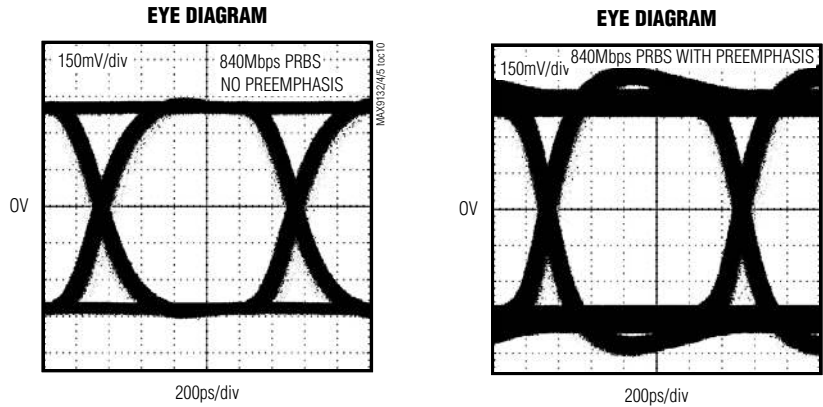 EYE DIAGRAM
150mV/div
840Mbps PRBS
NO PREEMPHASIS
MAX9132/4/5 toc10
0V
200ps/div
EYE DIAGRAM
840Mbps PRBS WITH PREEMPHASIS
150mV/div
0V
200ps/div